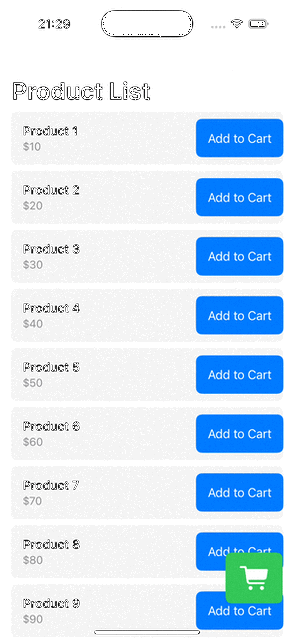 21:29
Product List
Product 1
$10
Add to Cart
Product 2
$20
Add to Cart
Product 3
$30
Add to Cart
Product 4
$40
Add to Cart
Product 5
$50
Add to Cart
Product 6
$60
Add to Cart
Product 7
$70
Add to Cart
Product 8
$80
Add to Cart
Product 9
$90
Add to Cart